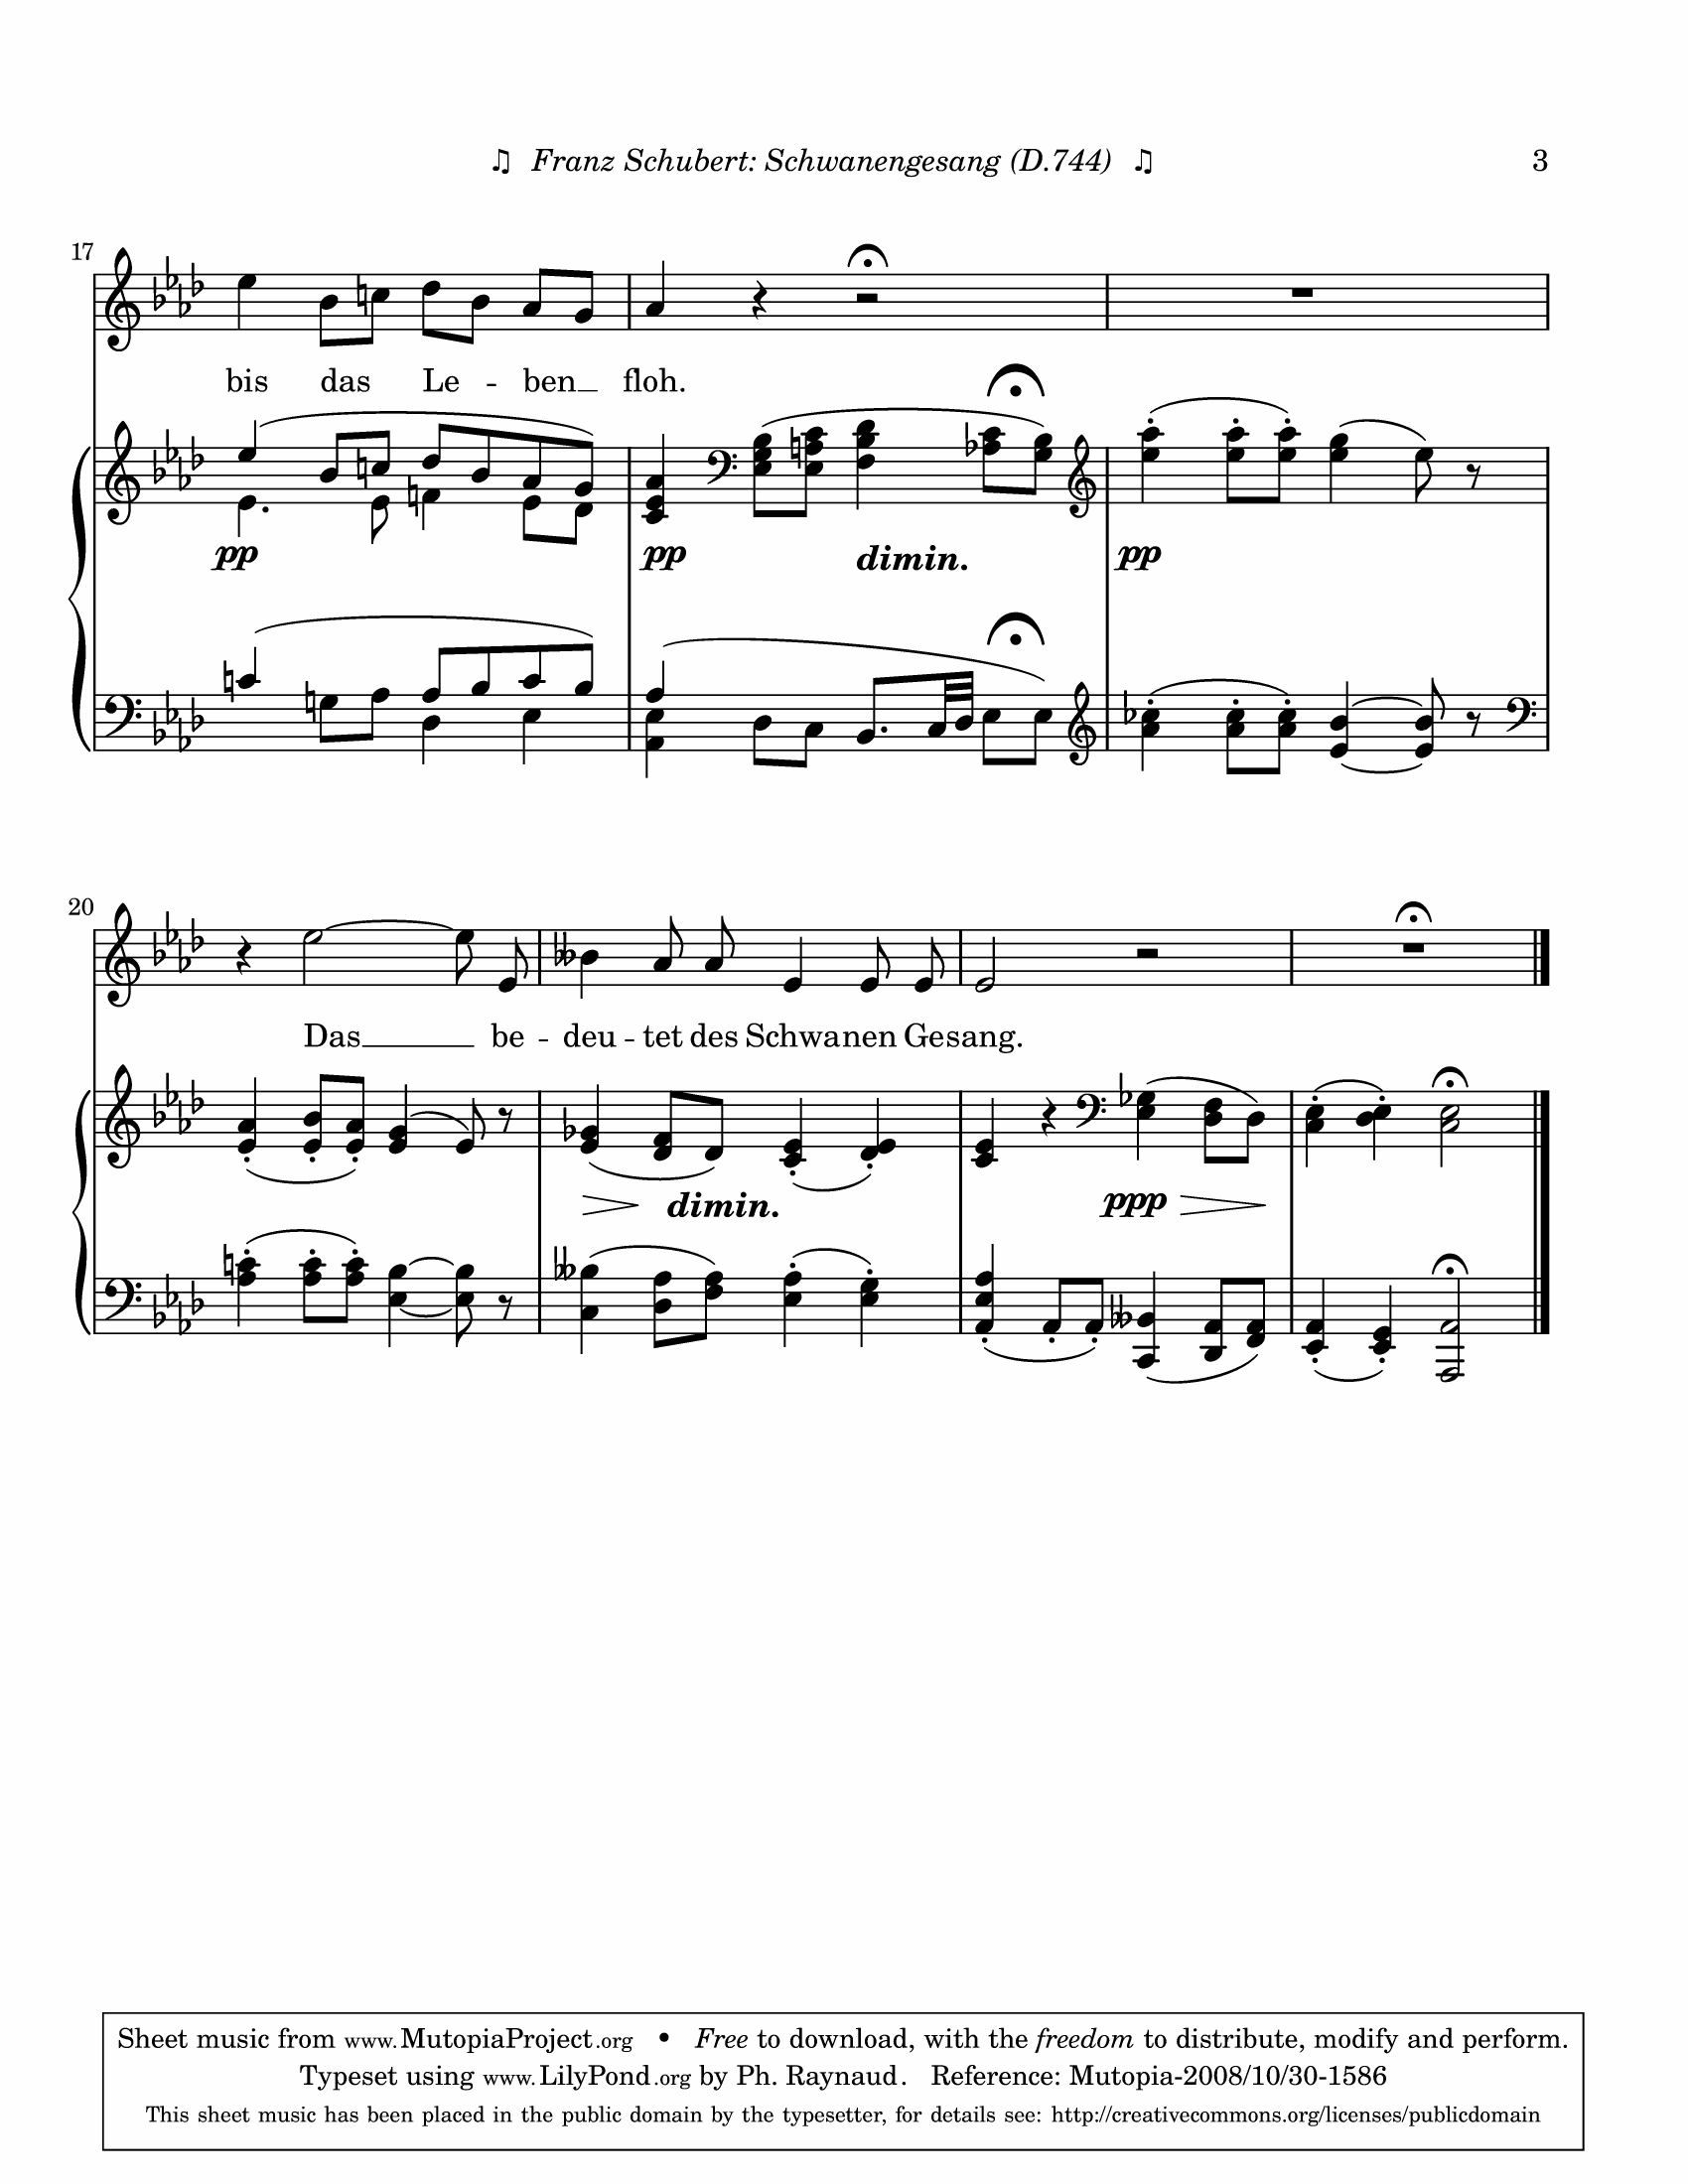 ♫ Franz Schubert: Schwanengesang (D.744) ♫ 3
17
bis das Le -- ben __ floh.
pp pp dimin. pp
20
Das __ be -- deu -- tet des Schwanen Gesang.
dimin. ppp
Sheet music from www.MutopiaProject.org • Free to download, with the freedom to distribute, modify and perform.
Typeset using www.LilyPond.org by Ph. Raynaud. Reference: Mutopia-2008/10/30-1586
This sheet music has been placed in the public domain by the typesetter, for details see: http://creativecommons.org/licenses/publicdomain